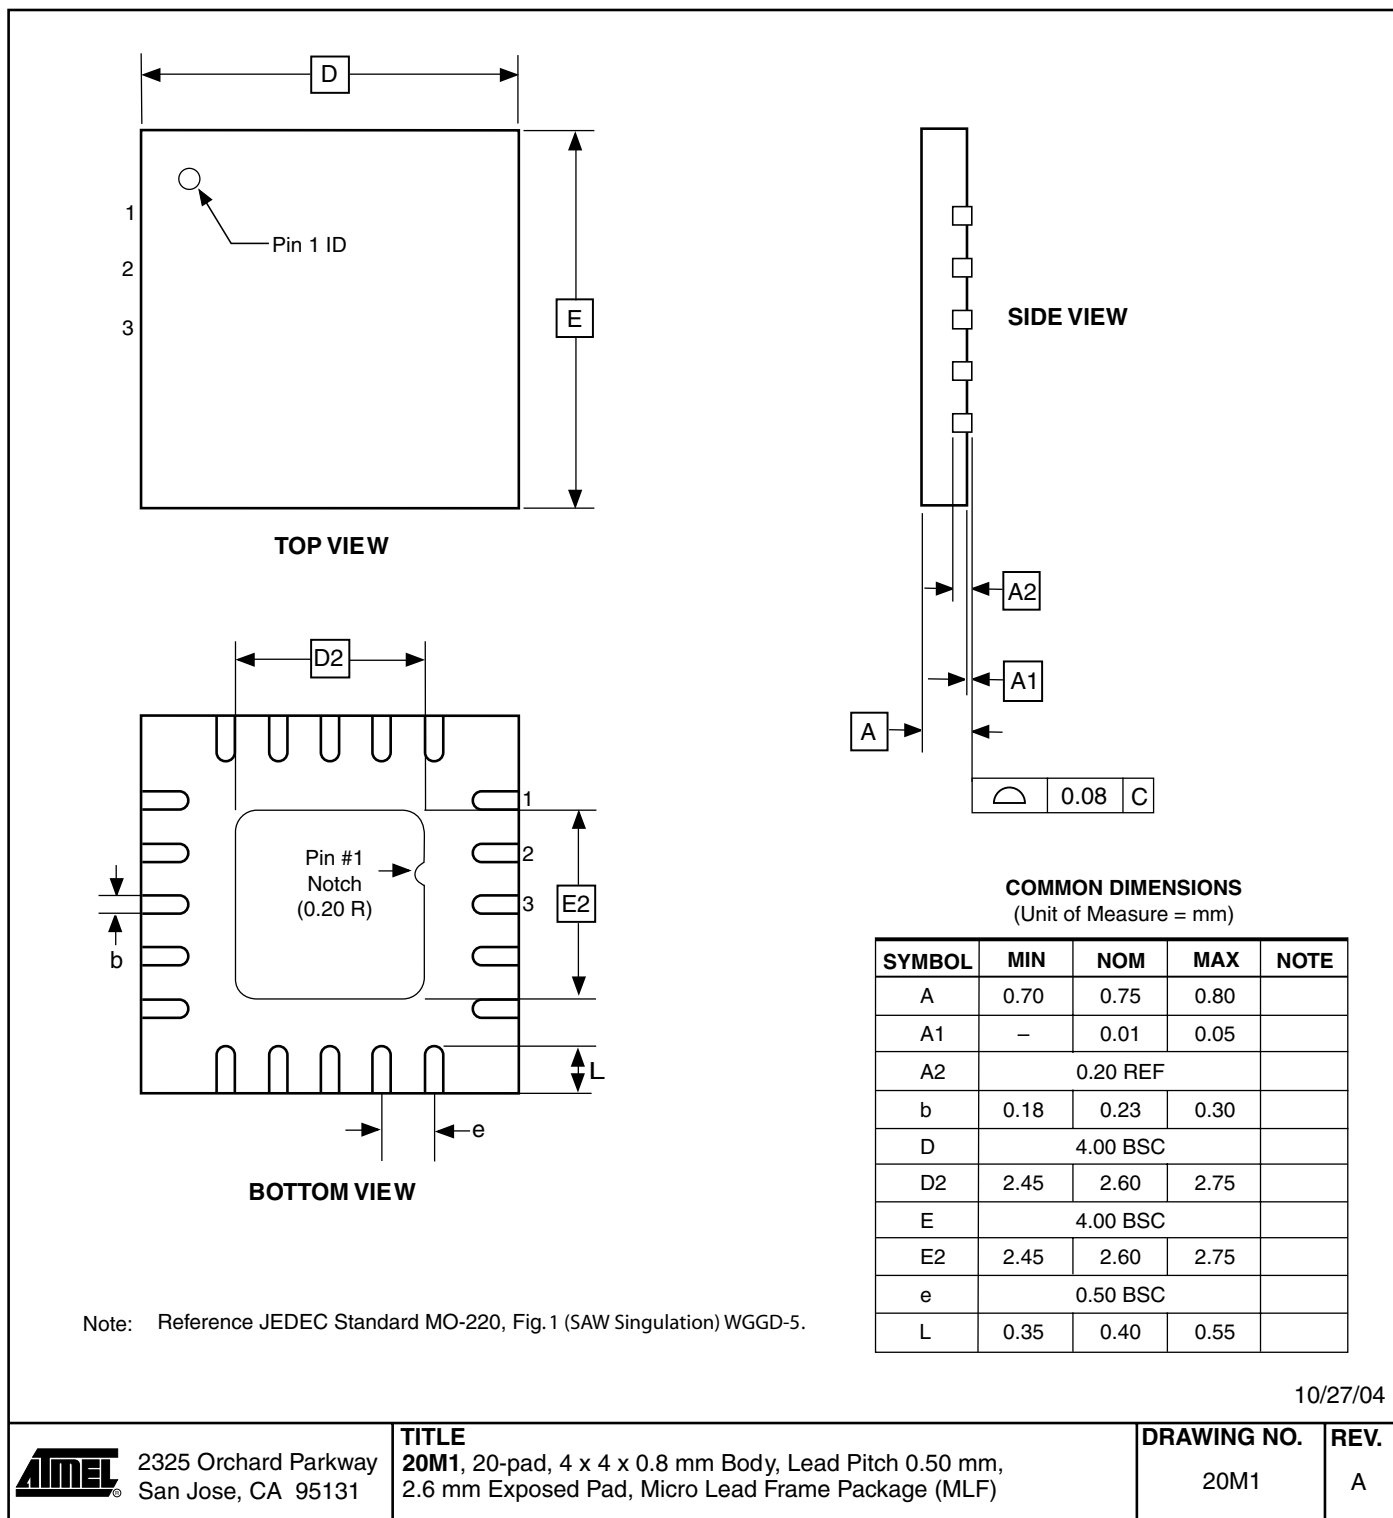 D
1
2
3
Pin 1 ID
E
TOP VIEW
SIDE VIEW
A2
A1
A
0.08 C
D2
1
2
3
Pin #1
Notch
(0.20 R)
E2
b
L
e
BOTTOM VIEW
COMMON DIMENSIONS
(Unit of Measure = mm)
SYMBOL MIN NOM MAX NOTE
A 0.70 0.75 0.80
A1 – 0.01 0.05
A2 0.20 REF
b 0.18 0.23 0.30
D 4.00 BSC
D2 2.45 2.60 2.75
E 4.00 BSC
E2 2.45 2.60 2.75
e 0.50 BSC
L 0.35 0.40 0.55
Note: Reference JEDEC Standard MO-220, Fig. 1 (SAW Singulation) WGGD-5.
10/27/04
ATMEL ®
2325 Orchard Parkway
San Jose, CA 95131
TITLE
20M1, 20-pad, 4 x 4 x 0.8 mm Body, Lead Pitch 0.50 mm,
2.6 mm Exposed Pad, Micro Lead Frame Package (MLF)
DRAWING NO.
20M1
REV.
A